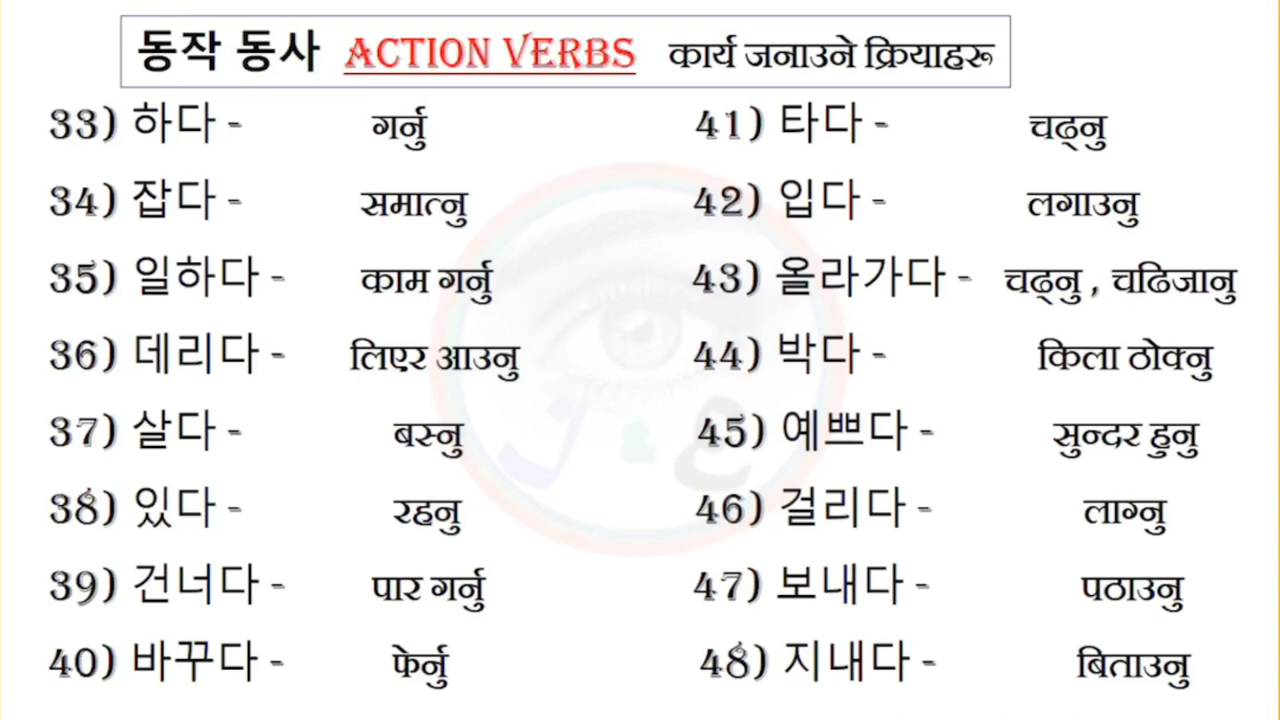 동작 동사 ACTION VERBS कार्य जनाउने क्रियाहरू
33) 하다 - गर्नु
34) 잡다 - समात्नु
35) 일하다 - काम गर्नु
36) 데리다 - लिएर आउनु
37) 살다 - बस्नु
38) 있다 - रहनु
39) 건너다 - पार गर्नु
40) 바꾸다 - फेर्नु
41) 타다 - चढ्नु
42) 입다 - लगाउनु
43) 올라가다 - चढ्नु , चढिजानु
44) 박다 - किला ठोक्नु
45) 예쁘다 - सुन्दर हुनु
46) 걸리다 - लाग्नु
47) 보내다 - पठाउनु
48) 지내다 - बिताउनु